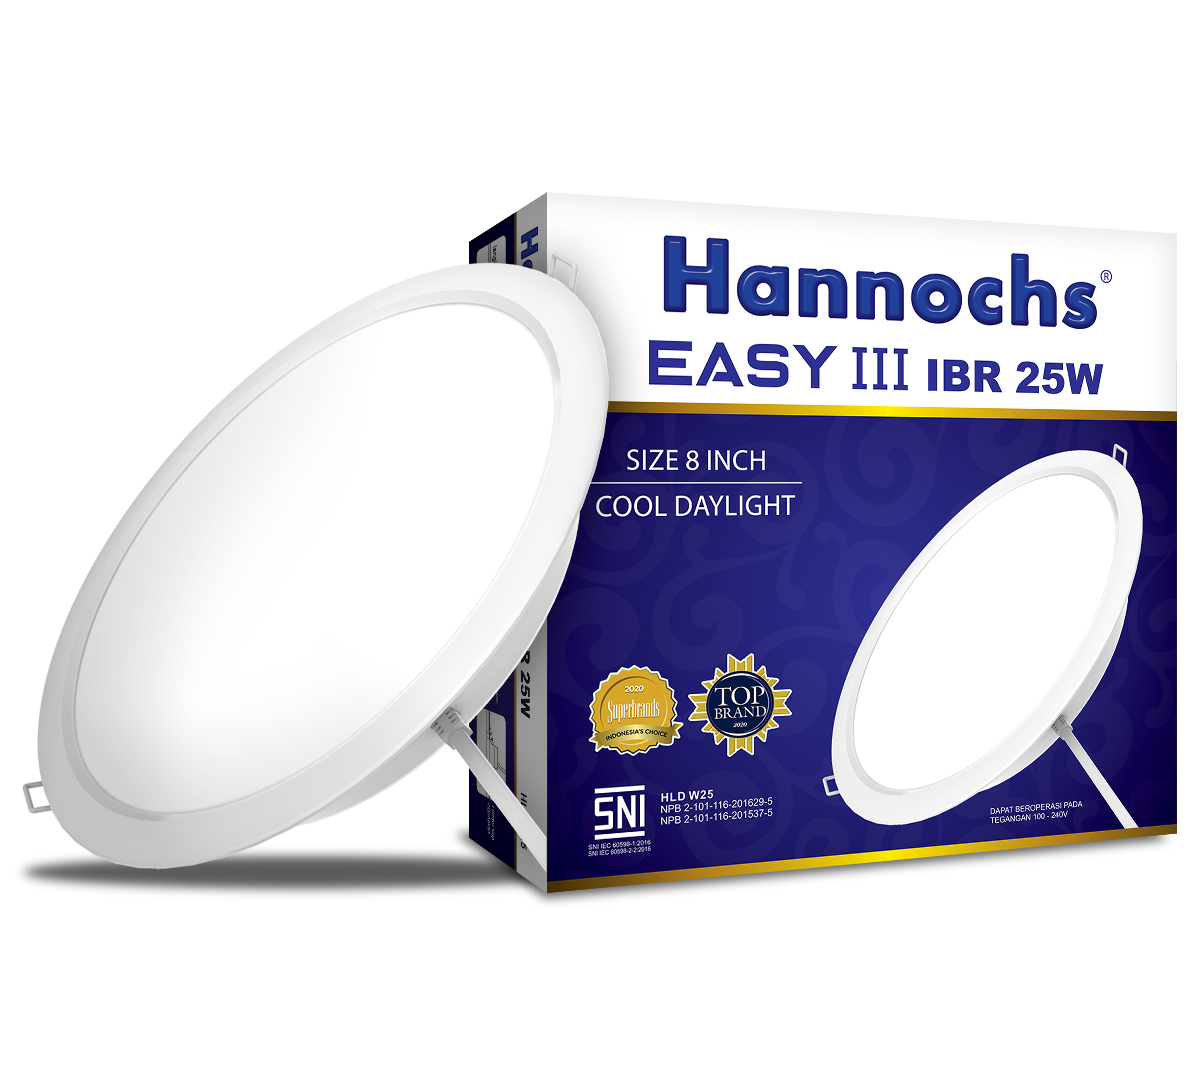 Hannochs®
EASY III IBR 25W
SIZE 8 INCH
COOL DAYLIGHT
2020
Superbrands
INDONESIA'S CHOICE
TOP
BRAND
2020
SNI
SNI IEC 60598-1:2016
SNI IEC 60598-2-2:2016
HLD W25
NPB 2-101-116-201629-5
NPB 2-101-116-201537-5
DAPAT BEROPERASI PADA
TEGANGAN 100 - 240V
R 25W